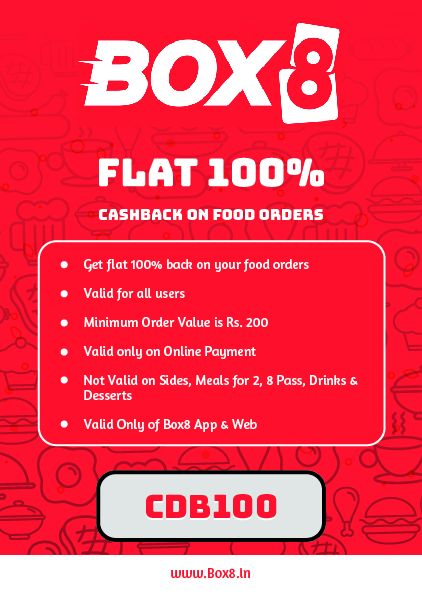 BOX8
FLAT 100%
CASHBACK ON FOOD ORDERS
Get flat 100% back on your food orders
Valid for all users
Minimum Order Value is Rs. 200
Valid only on Online Payment
Not Valid on Sides, Meals for 2, 8 Pass, Drinks &
Desserts
Valid Only of Box8 App & Web
CDB100
www.Box8.In